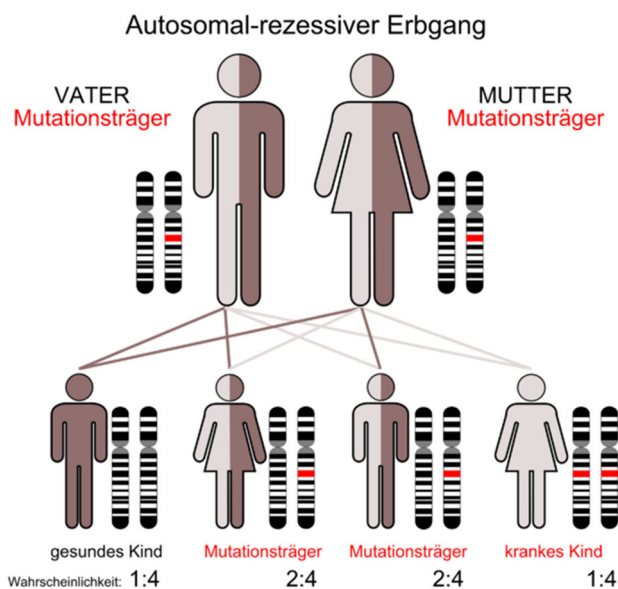 Autosomal-rezessiver Erbgang
VATER
Mutationsträger
MUTTER
Mutationsträger
gesundes Kind
Mutationsträger
Mutationsträger
krankes Kind
Wahrscheinlichkeit: 1:4 2:4 2:4 1:4